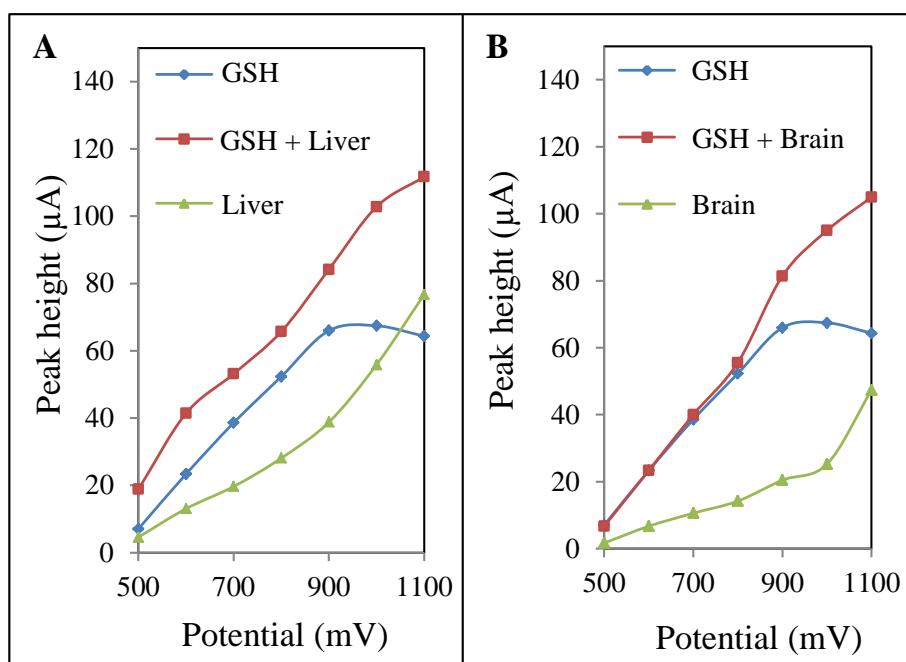 A
GSH
GSH + Liver
Liver
Peak height (µA)
140
120
100
80
60
40
20
0
500 700 900 1100
Potential (mV)
B
GSH
GSH + Brain
Brain
Peak height (µA)
140
120
100
80
60
40
20
0
500 700 900 1100
Potential (mV)